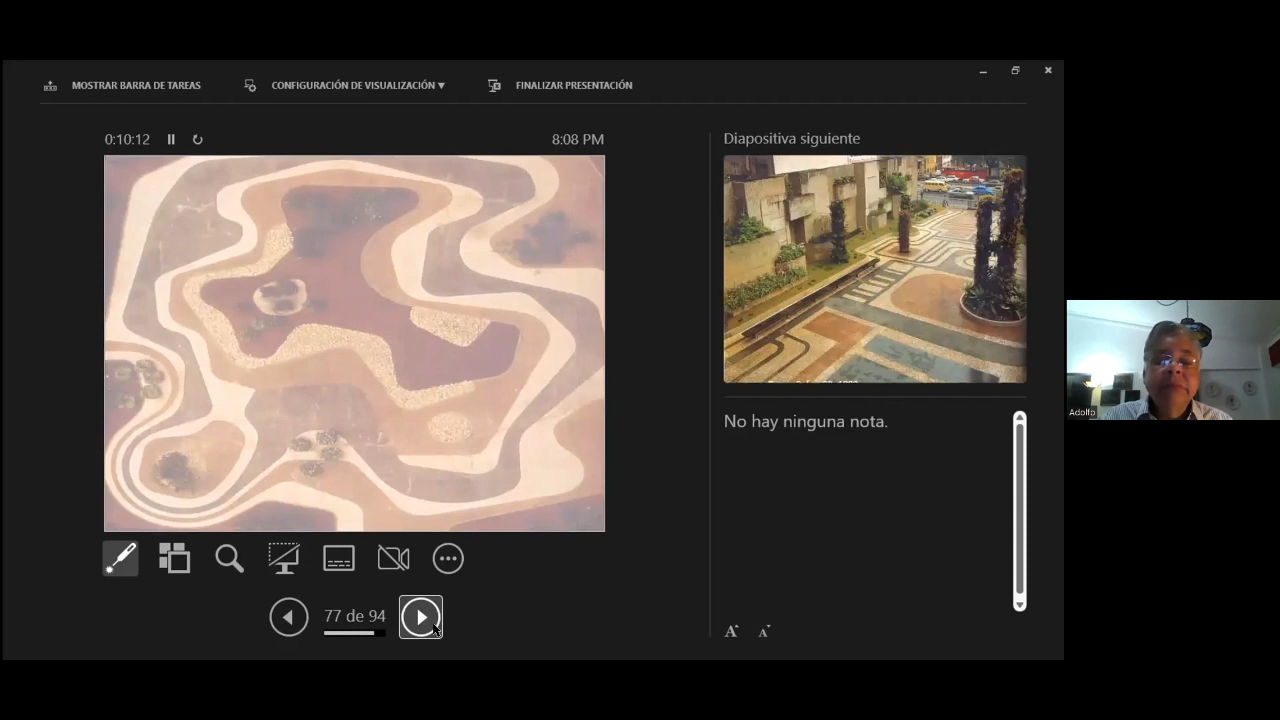 MOSTRAR BARRA DE TAREAS
CONFIGURACIÓN DE VISUALIZACIÓN ▼
FINALIZAR PRESENTACIÓN
0:10:12
8:08 PM
Diapositiva siguiente
No hay ninguna nota.
Adolfo
77 de 94
A A